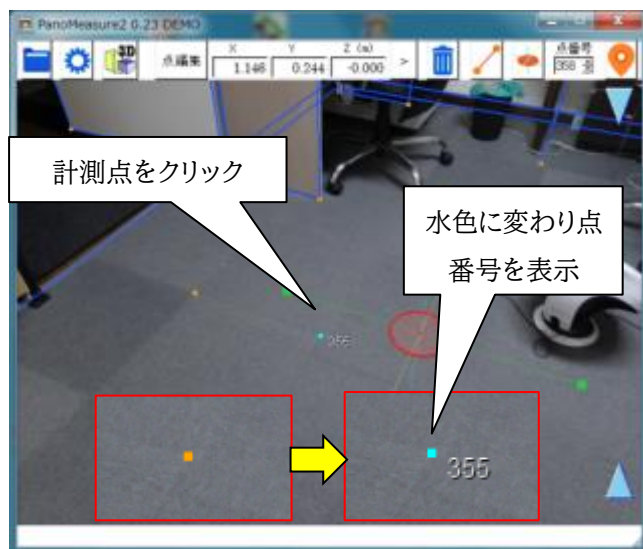 PanoMeasure2 0.23 DEMO
3D
点編集
X
Y
Z (m)
1.146
0.244
-0.006
>
点番号
358
計測点をクリック
水色に変わり点
番号を表示
355
355